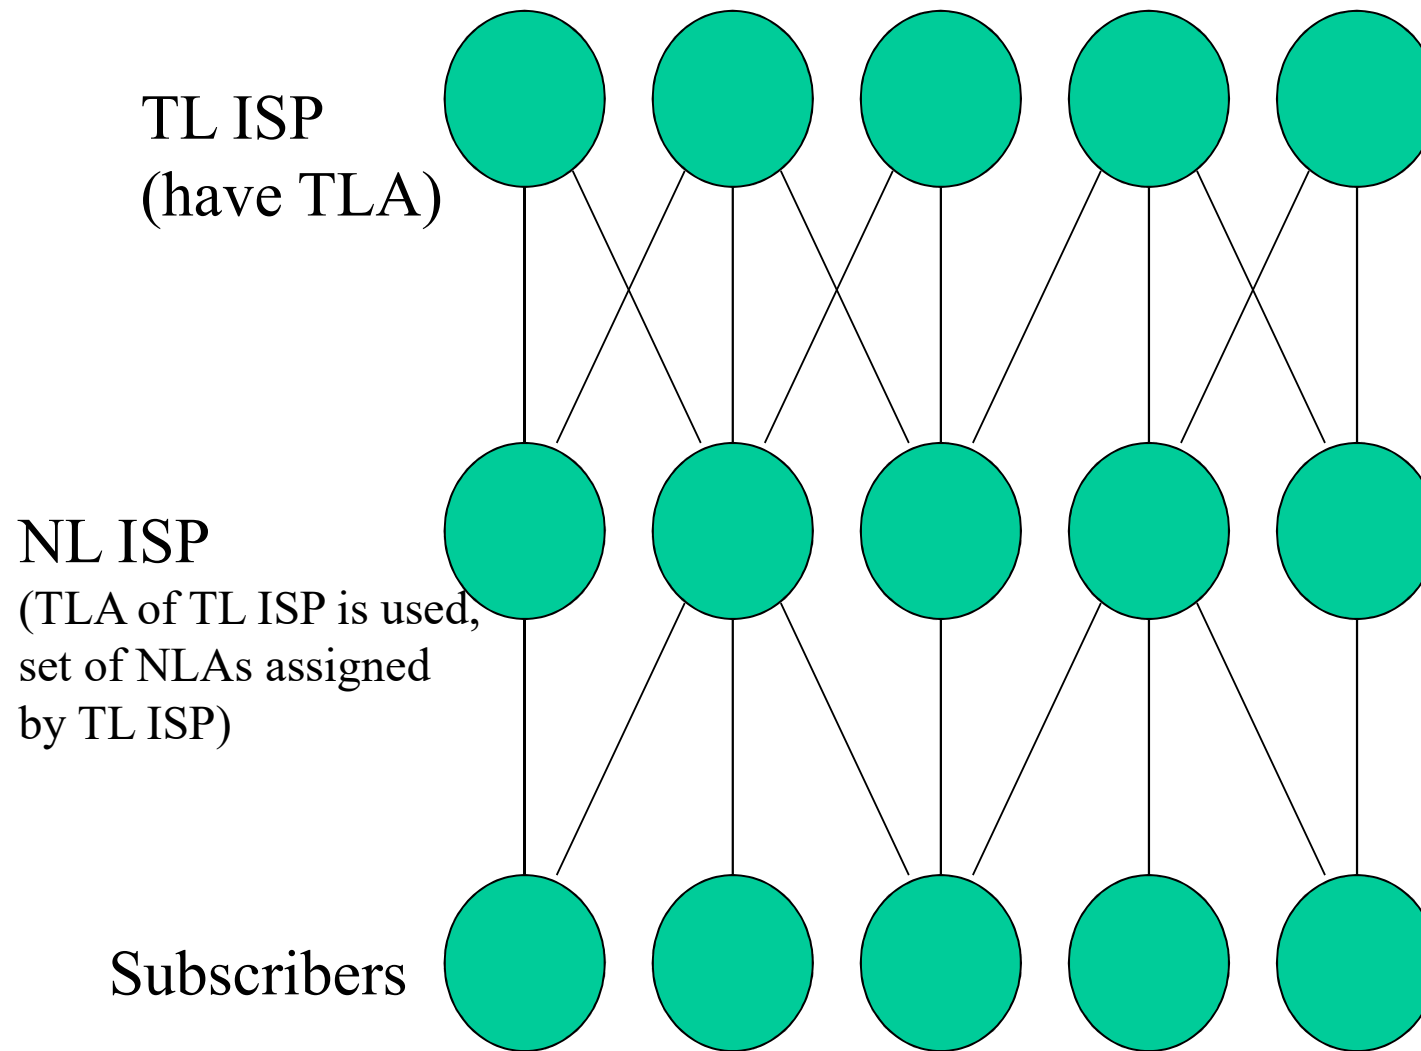 TL ISP
(have TLA)
NL ISP
(TLA of TL ISP is used,
set of NLAs assigned
by TL ISP)
Subscribers